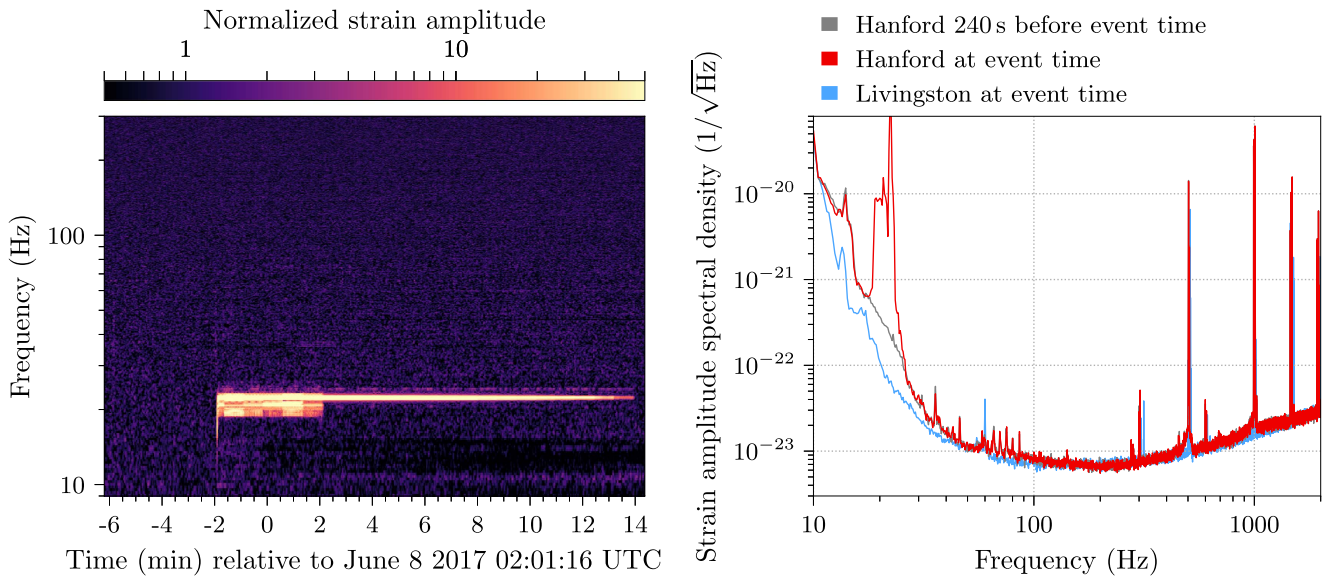 Normalized strain amplitude
1 10
Frequency (Hz)
100
10
-6 -4 -2 0 2 4 6 8 10 12 14
Time (min) relative to June 8 2017 02:01:16 UTC
Hanford 240 s before event time
Hanford at event time
Livingston at event time
Strain amplitude spectral density (1/√Hz)
10⁻²⁰
10⁻²¹
10⁻²²
10⁻²³
10 100 1000
Frequency (Hz)